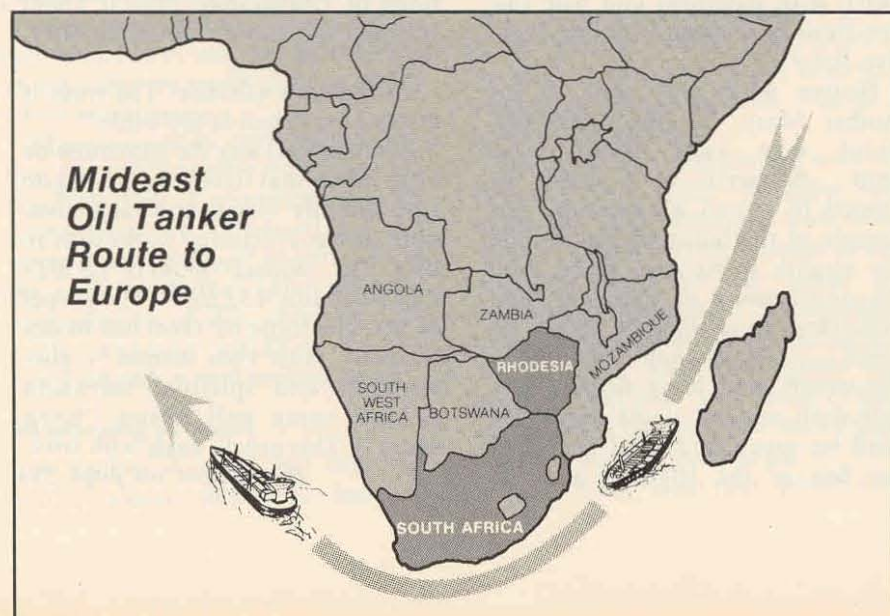 Mideast
Oil Tanker
Route to
Europe
ANGOLA
ZAMBIA
MOZAMBIQUE
RHODESIA
SOUTH
WEST
AFRICA
BOTSWANA
SOUTH AFRICA